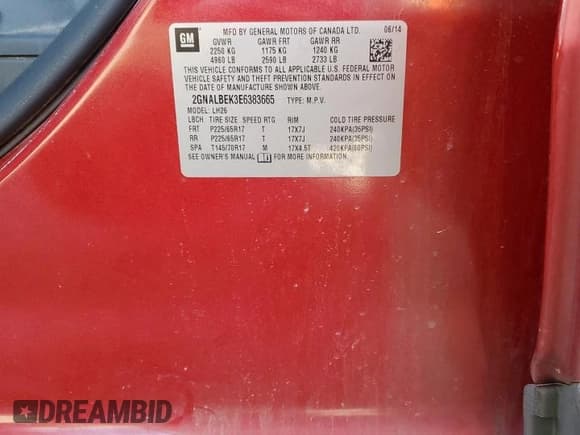 GM
MFD BY GENERAL MOTORS OF CANADA LTD. 06/14
GVWR GAWR FRT GAWR RR
2250 KG 1175 KG 1240 KG
4960 LB 2590 LB 2733 LB
THIS VEHICLE CONFORMS TO ALL APPLICABLE U.S. FEDERAL MOTOR
VEHICLE SAFETY AND THEFT PREVENTION STANDARDS IN EFFECT ON
THE DATE OF MANUFACTURE SHOWN ABOVE.
2GNALBEK3E6383665 TYPE: M.P.V.
MODEL: LH26
LBCH TIRE SIZE SPEED RTG RIM COLD TIRE PRESSURE
FRT P225/65R17 T 17X7J 240KPA(35PSI)
RR P225/65R17 T 17X7J 240KPA(35PSI)
SPA T145/70R17 M 17X4.5T 420KPA(60PSI)
SEE OWNER'S MANUAL FOR MORE INFORMATION.
DREAMBID